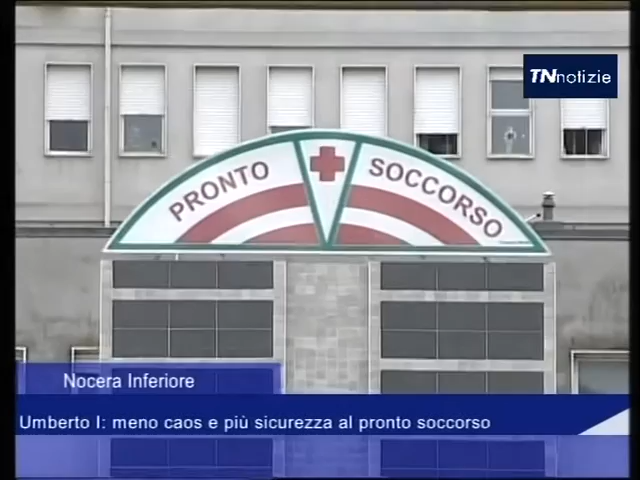 TNnotizie
PRONTO SOCCORSO
Nocera Inferiore
Umberto I: meno caos e più sicurezza al pronto soccorso